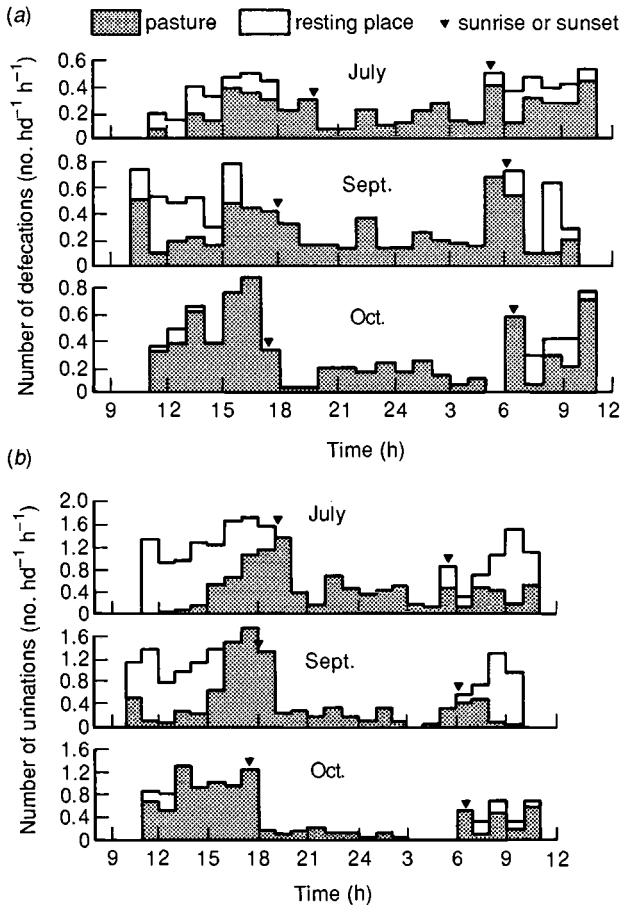 (a) pasture resting place ▼ sunrise or sunset
July
0.6
0.4
0.2
0
Sept.
0.8
0.6
0.4
0.2
0
Oct.
0.8
0.4
0.2
0
Number of defecations (no. hd⁻¹ h⁻¹)
9 12 15 18 21 24 3 6 9 12
Time (h)
(b)
July
2.0
1.6
1.2
0.8
0.4
0
Sept.
1.6
1.2
0.8
0.4
0
Oct.
1.6
1.2
0.8
0.4
0
Number of urinations (no. hd⁻¹ h⁻¹)
9 12 15 18 21 24 3 6 9 12
Time (h)